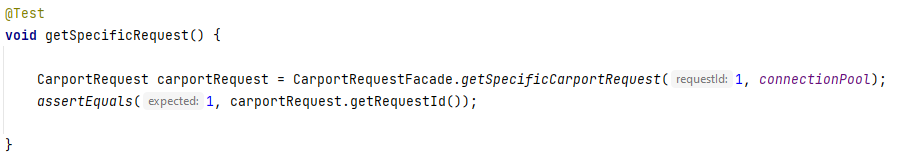 @Test
void getSpecificRequest() {
CarportRequest carportRequest = CarportRequestFacade.getSpecificCarportRequest( requestId: 1, connectionPool);
assertEquals( expected: 1, carportRequest.getRequestId());
}